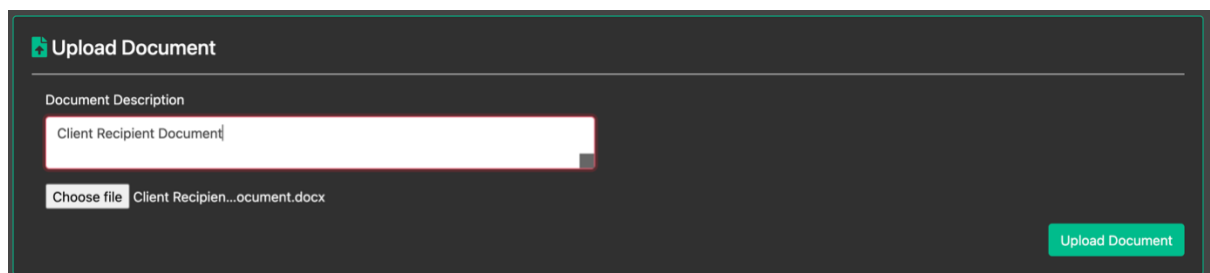 Upload Document
Document Description
Client Recipient Document
Choose file Client Recipien...ocument.docx
Upload Document